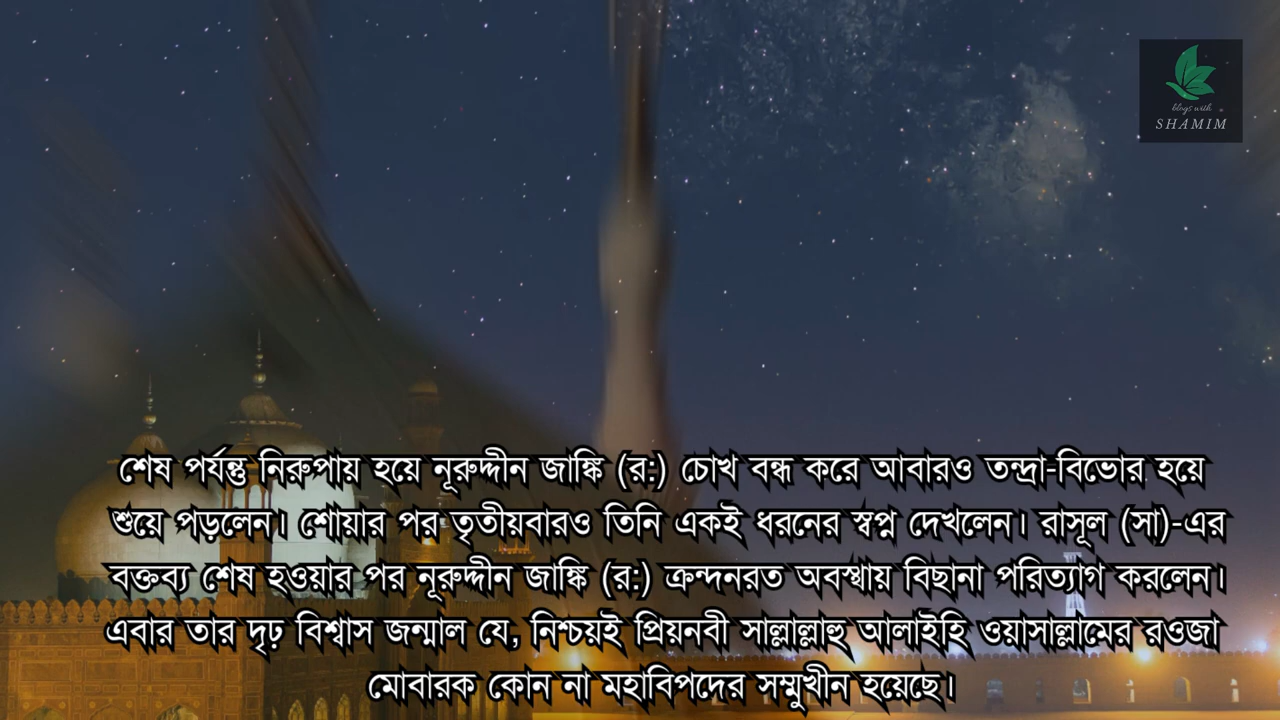 blogs with
SHAMIM
শেষ পর্যন্তু নিরুপায় হয়ে নূরুদ্দীন জাঙ্কি (র:) চোখ বন্ধ করে আবারও তন্দ্রা-বিভোর হয়ে
শুয়ে পড়লেন। শোয়ার পর তৃতীয়বারও তিনি একই ধরনের স্বপ্ন দেখলেন। রাসূল (সা)-এর
বক্তব্য শেষ হওয়ার পর নূরুদ্দীন জাঙ্কি (র:) ক্রন্দনরত অবস্থায় বিছানা পরিত্যাগ করলেন।
এবার তার দৃঢ় বিশ্বাস জন্মাল যে, নিশ্চয়ই প্রিয়নবী সাল্লাল্লাহু আলাইহি ওয়াসাল্লামের রওজা
মোবারক কোন না মহাবিপদের সম্মুখীন হয়েছে।